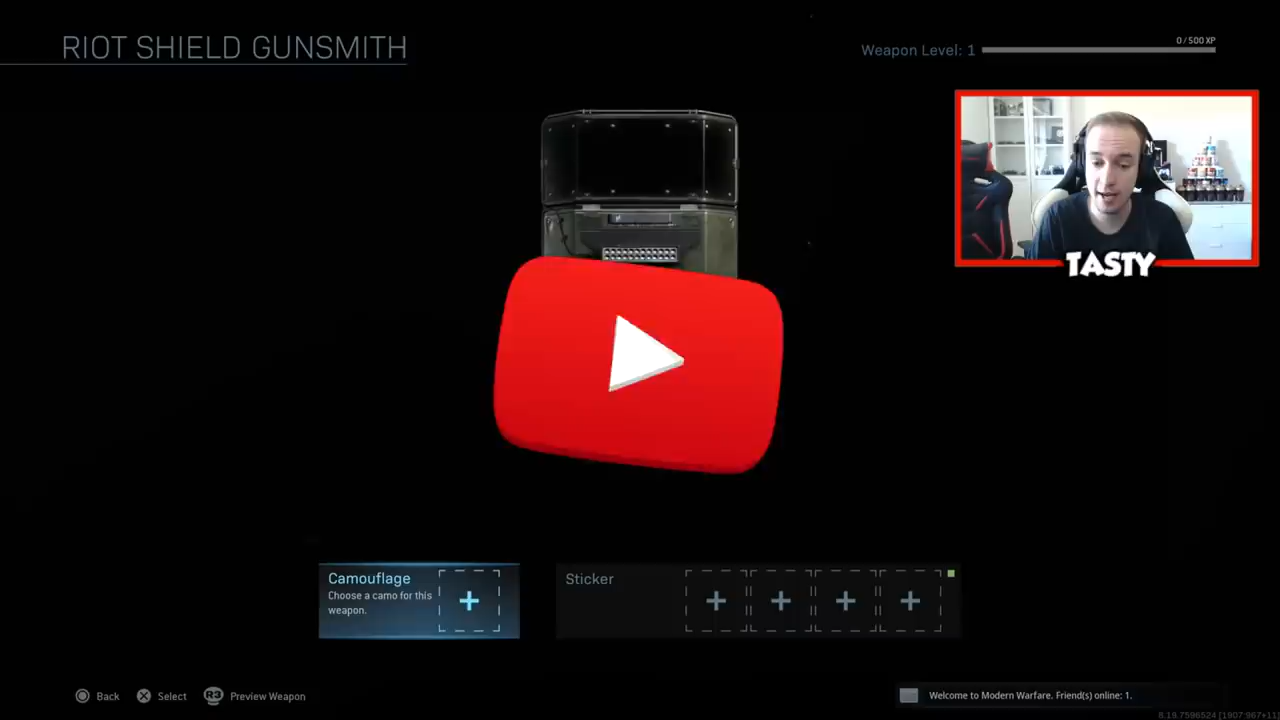 RIOT SHIELD GUNSMITH
Weapon Level: 1
0 / 500 XP
TASTY
Camouflage
Choose a camo for this
weapon.
Sticker
Back
Select
R3 Preview Weapon
Welcome to Modern Warfare. Friend(s) online: 1.